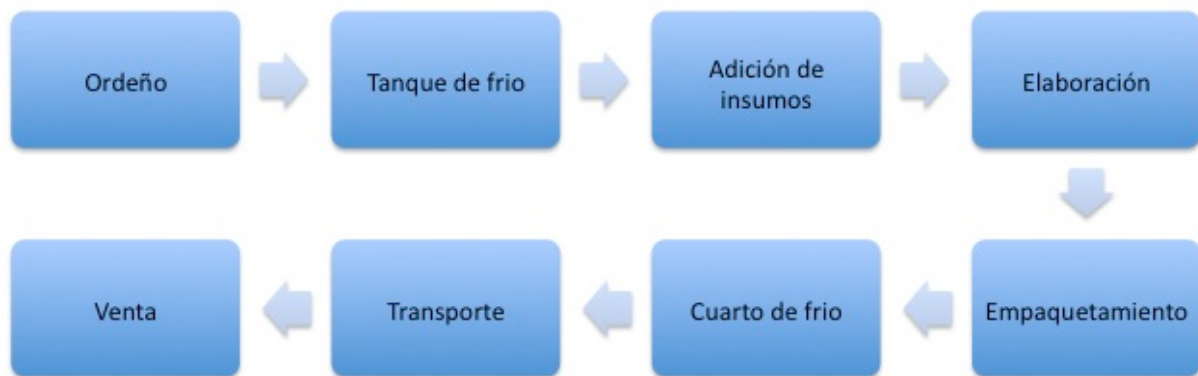 Ordeño
Tanque de frio
Adición de
insumos
Elaboración
Empaquetamiento
Cuarto de frio
Transporte
Venta